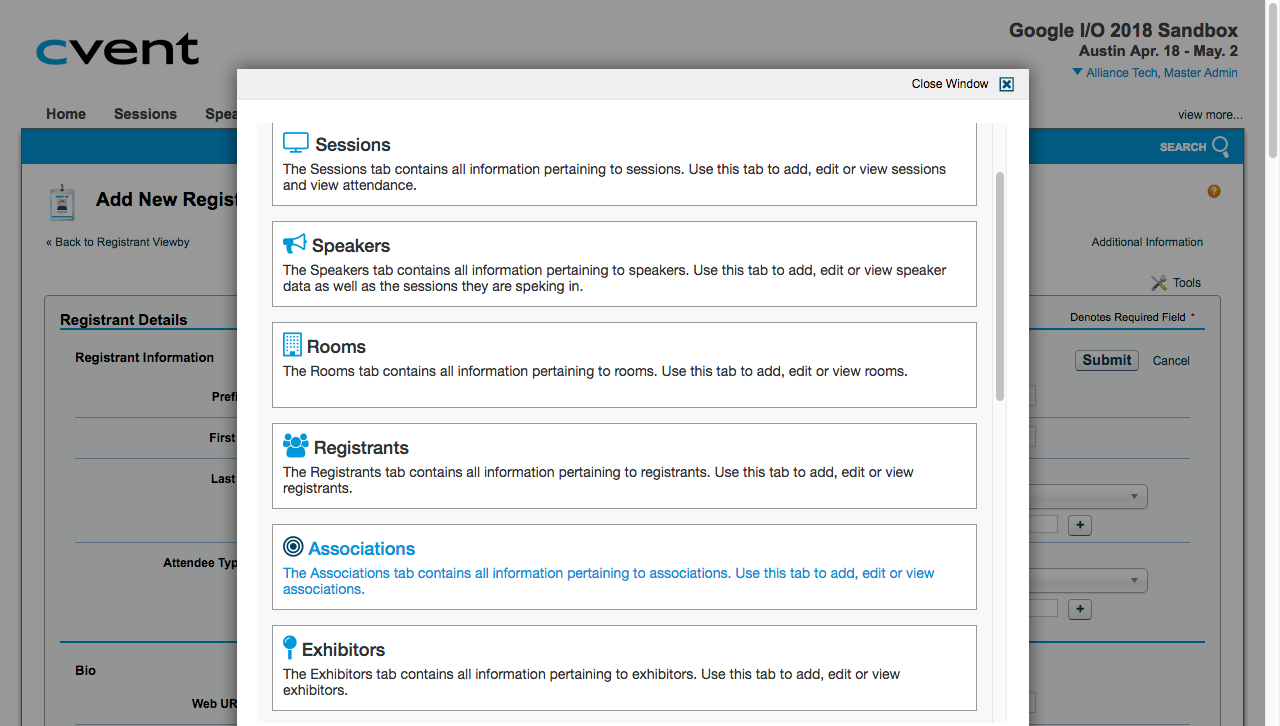 cvent
Google I/O 2018 Sandbox
Austin Apr. 18 - May. 2
Alliance Tech, Master Admin
Close Window
Home Sessions Spea
view more...
SEARCH
Sessions
The Sessions tab contains all information pertaining to sessions. Use this tab to add, edit or view sessions
and view attendance.
Add New Regist
« Back to Registrant Viewby
Additional Information
Speakers
The Speakers tab contains all information pertaining to speakers. Use this tab to add, edit or view speaker
data as well as the sessions they are speking in.
Tools
Registrant Details
Denotes Required Field *
Rooms
The Rooms tab contains all information pertaining to rooms. Use this tab to add, edit or view rooms.
Registrant Information
Submit Cancel
Prefi
First
Registrants
The Registrants tab contains all information pertaining to registrants. Use this tab to add, edit or view
registrants.
Last
+
Associations
The Associations tab contains all information pertaining to associations. Use this tab to add, edit or view
associations.
Attendee Typ
+
Exhibitors
The Exhibitors tab contains all information pertaining to exhibitors. Use this tab to add, edit or view
exhibitors.
Bio
Web UR